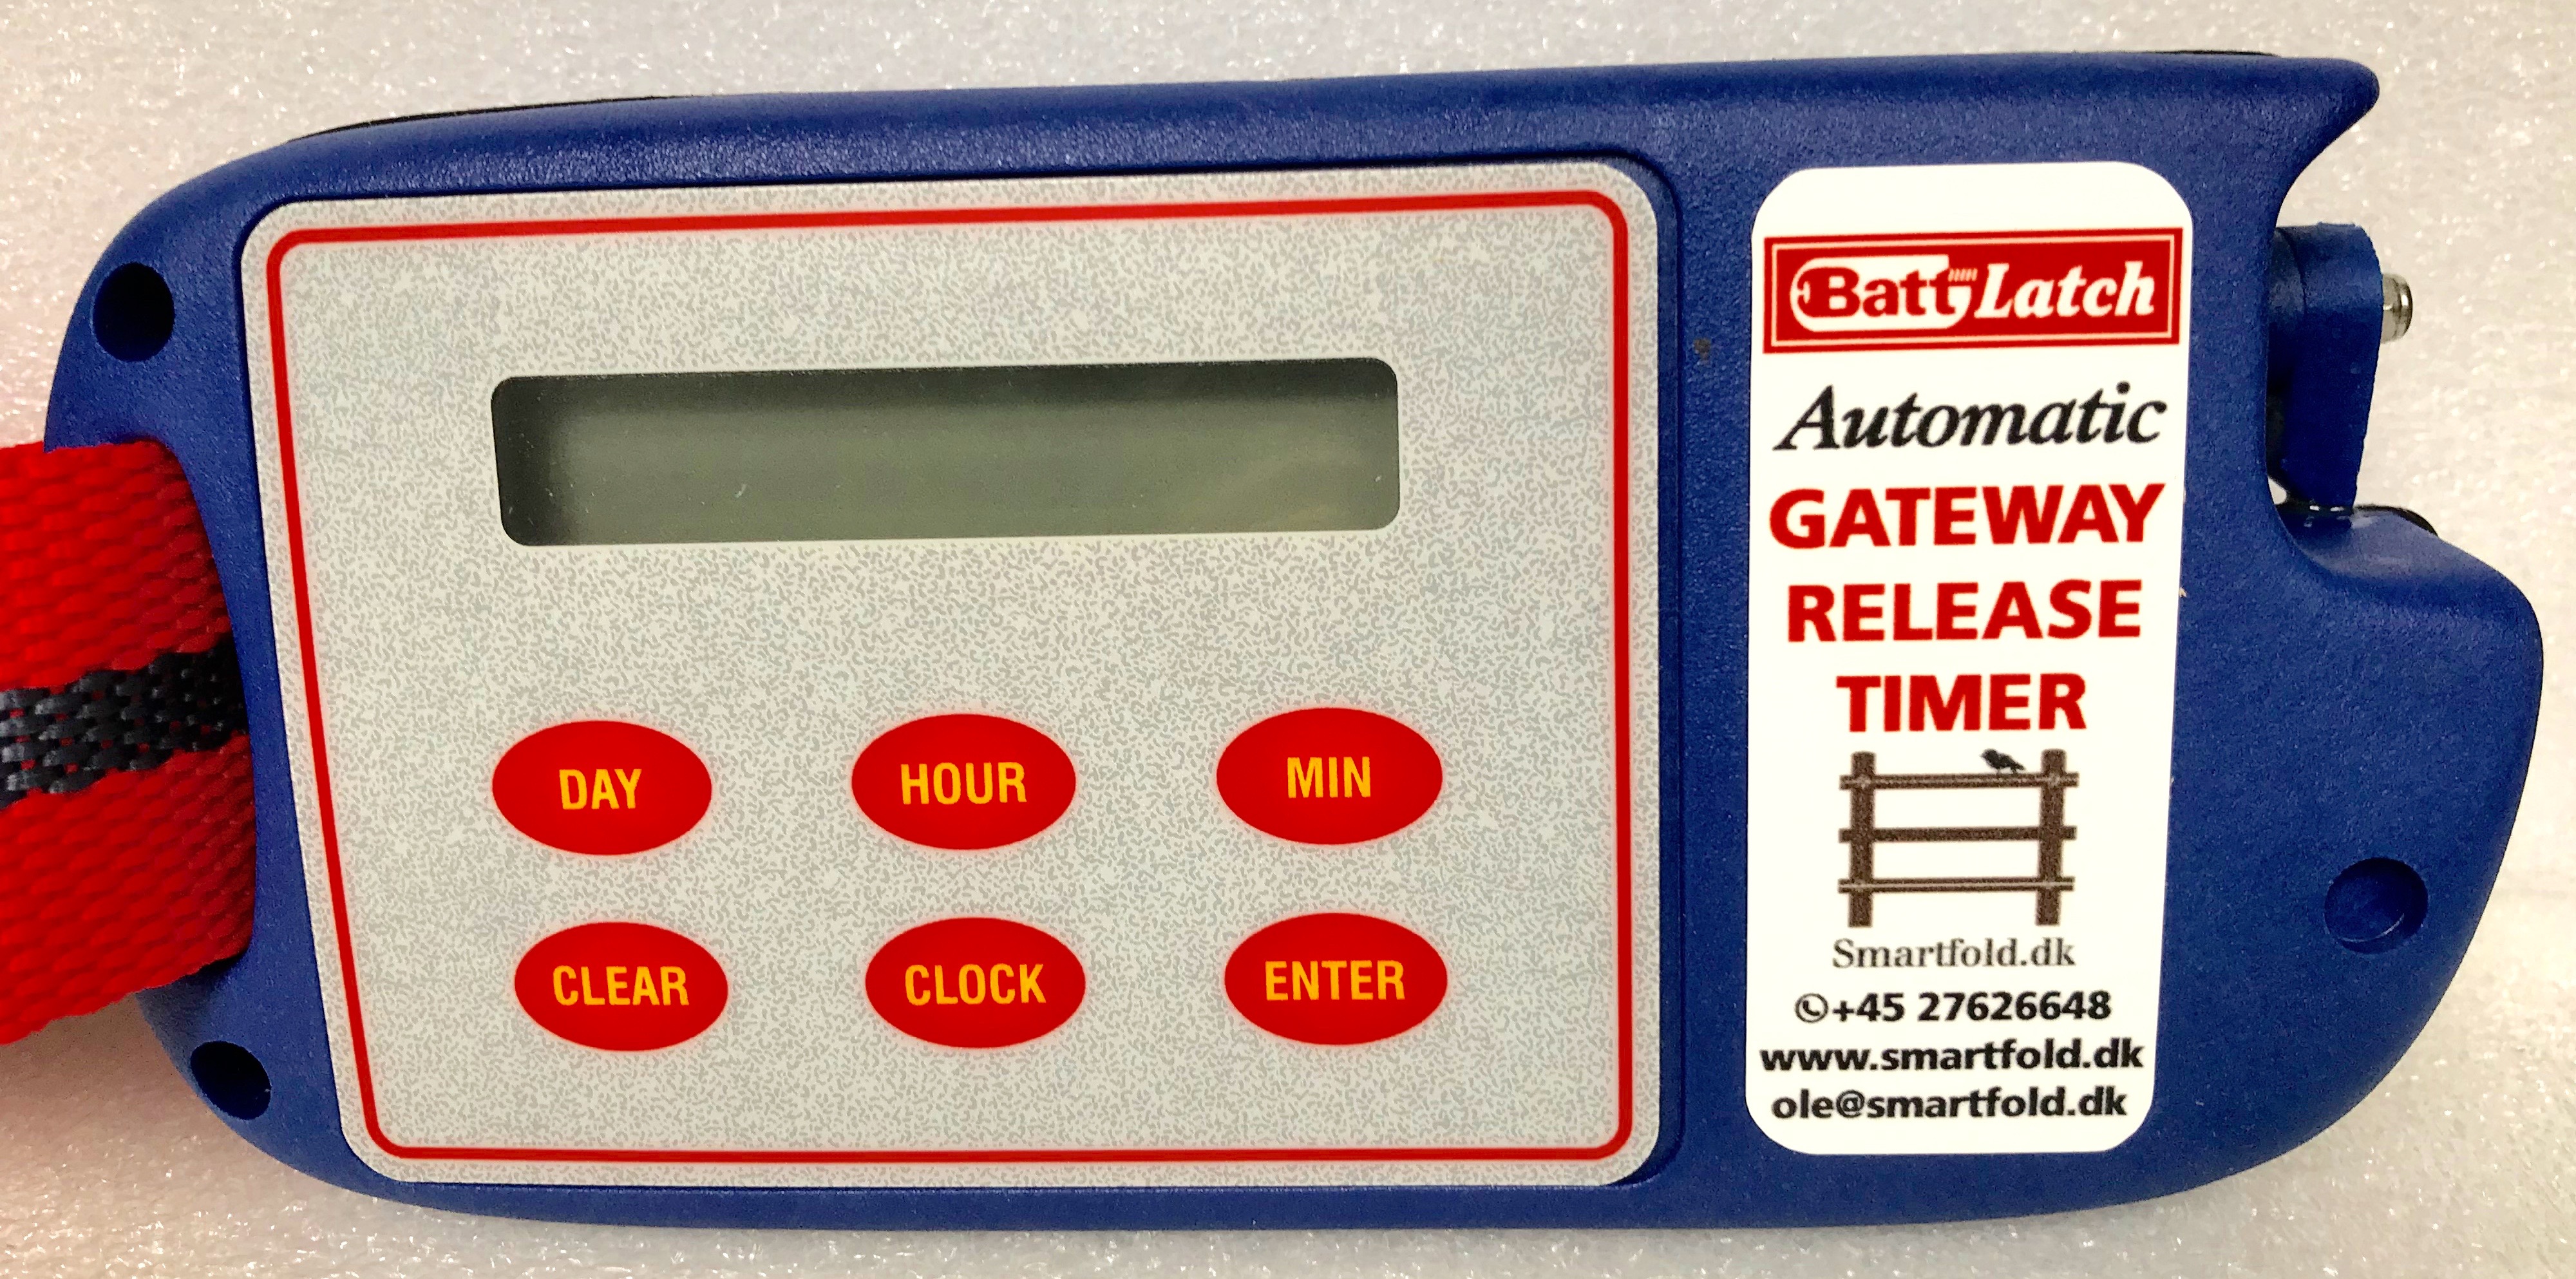 DAY HOUR MIN
CLEAR CLOCK ENTER
BattLatch
Automatic
GATEWAY
RELEASE
TIMER
Smartfold.dk
+45 27626648
www.smartfold.dk
ole@smartfold.dk